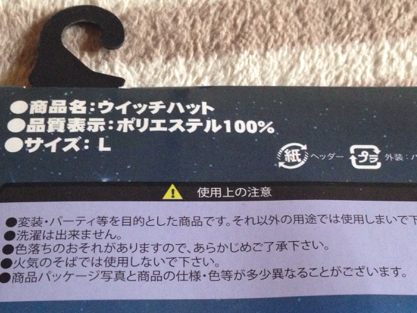 ●商品名:ウイッチハット
●品質表示:ポリエステル100%
●サイズ: L
紙 ヘッダー プラ 外装:
使用上の注意
●変装・パーティ等を目的とした商品です。それ以外の用途では使用しまいで下
●洗濯は出来ません。
●色落ちのおそれがありますので、あらかじめご了承下さい。
●火気のそばでは使用しないで下さい。
●商品パッケージ写真と商品の仕様・色等が多少異なることがございます。